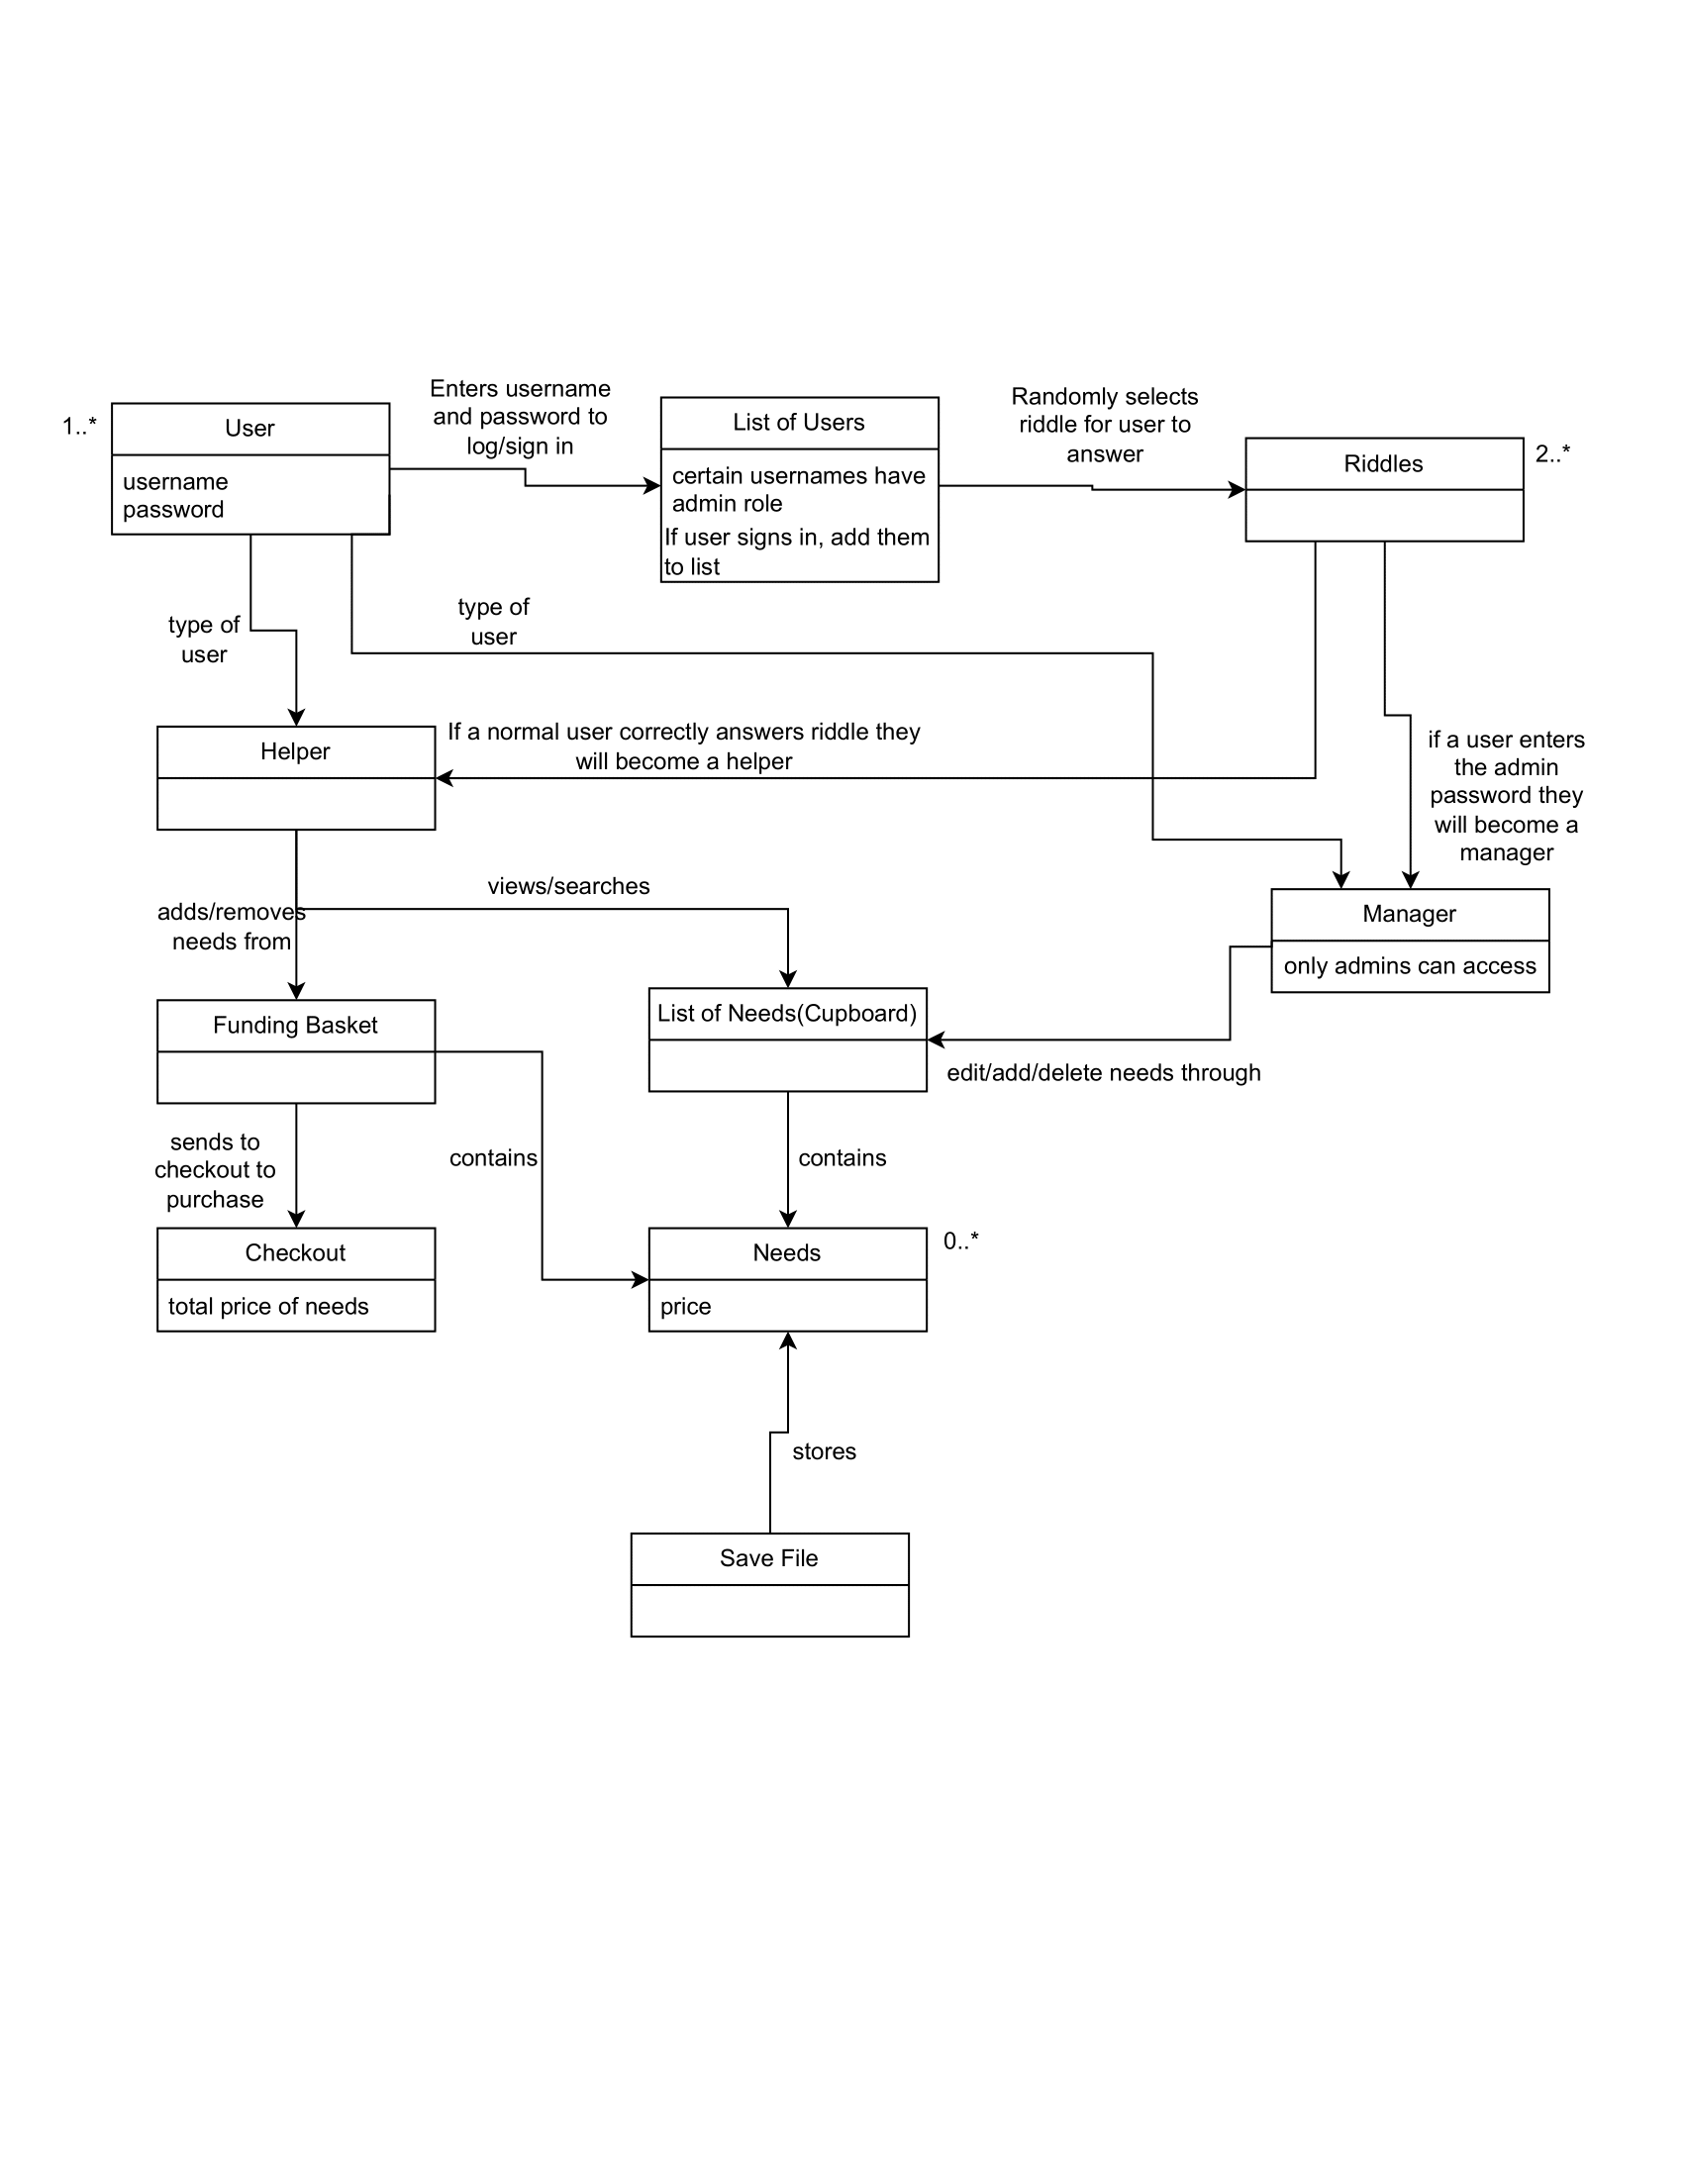 Enters username
and password to
log/sign in
1..*
User
username
password
List of Users
certain usernames have
admin role
If user signs in, add them
to list
Randomly selects
riddle for user to
answer
Riddles
2..*
type of
user
type of
user
Helper
If a normal user correctly answers riddle they
will become a helper
if a user enters
the admin
password they
will become a
manager
views/searches
adds/removes
needs from
Manager
only admins can access
Funding Basket
List of Needs(Cupboard)
edit/add/delete needs through
sends to
checkout to
purchase
contains
contains
Checkout
total price of needs
Needs
price
0..*
stores
Save File